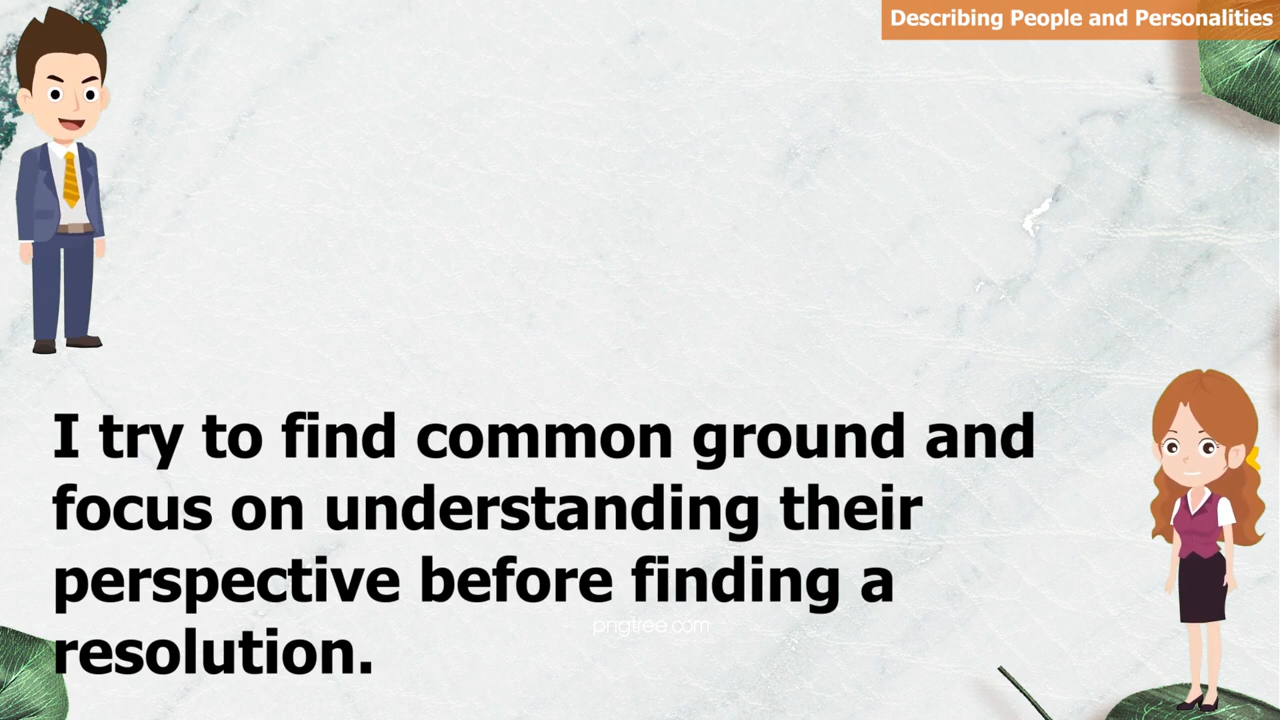 Describing People and Personalities
I try to find common ground and
focus on understanding their
perspective before finding a
resolution.
pngtree.com